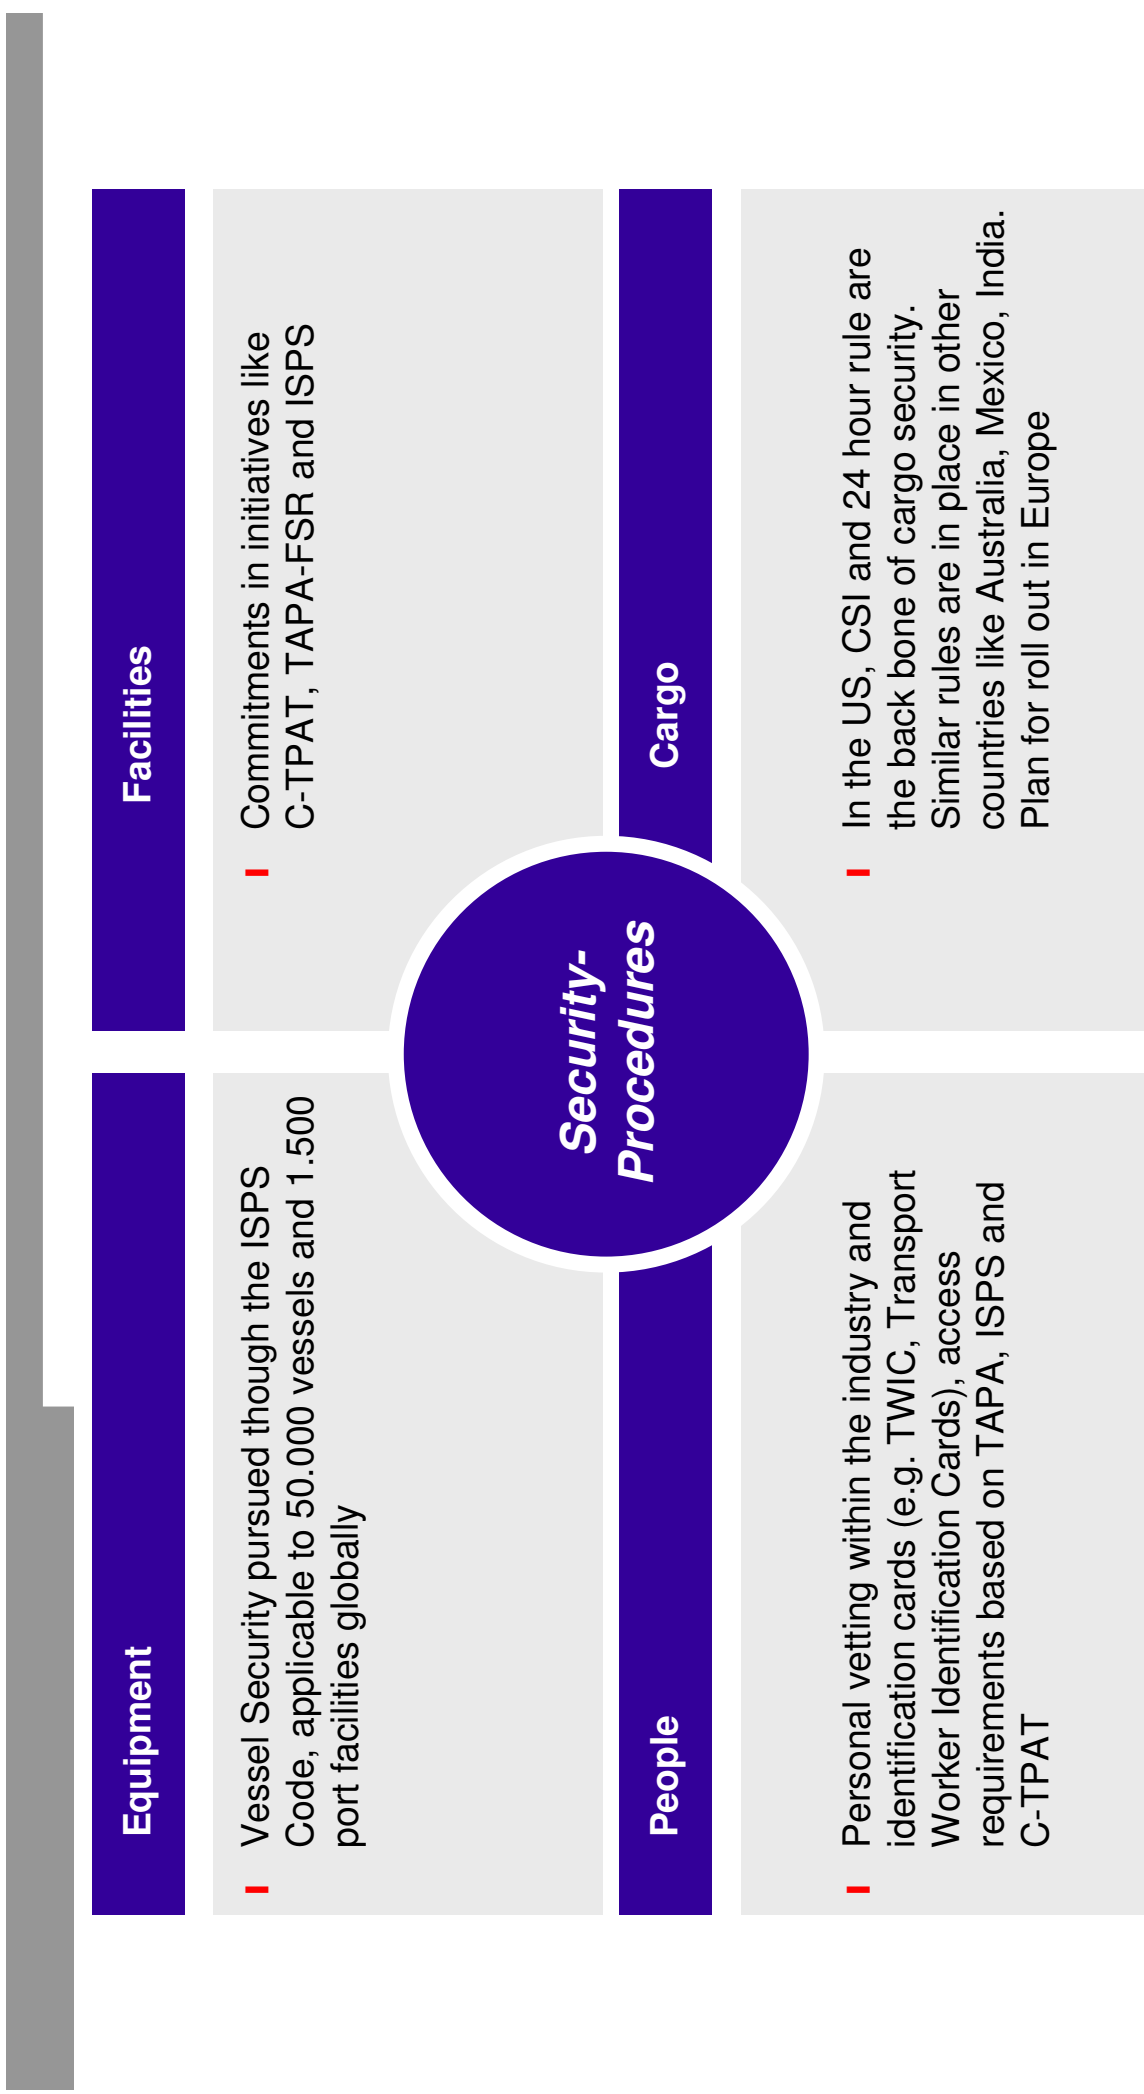 Equipment
Vessel Security pursued though the ISPS
Code, applicable to 50.000 vessels and 1.500
port facilities globally
Facilities
Commitments in initiatives like
C-TPAT, TAPA-FSR and ISPS
Security-
Procedures
People
Personal vetting within the industry and
identification cards (e.g. TWIC, Transport
Worker Identification Cards), access
requirements based on TAPA, ISPS and
C-TPAT
Cargo
In the US, CSI and 24 hour rule are
the back bone of cargo security.
Similar rules are in place in other
countries like Australia, Mexico, India.
Plan for roll out in Europe